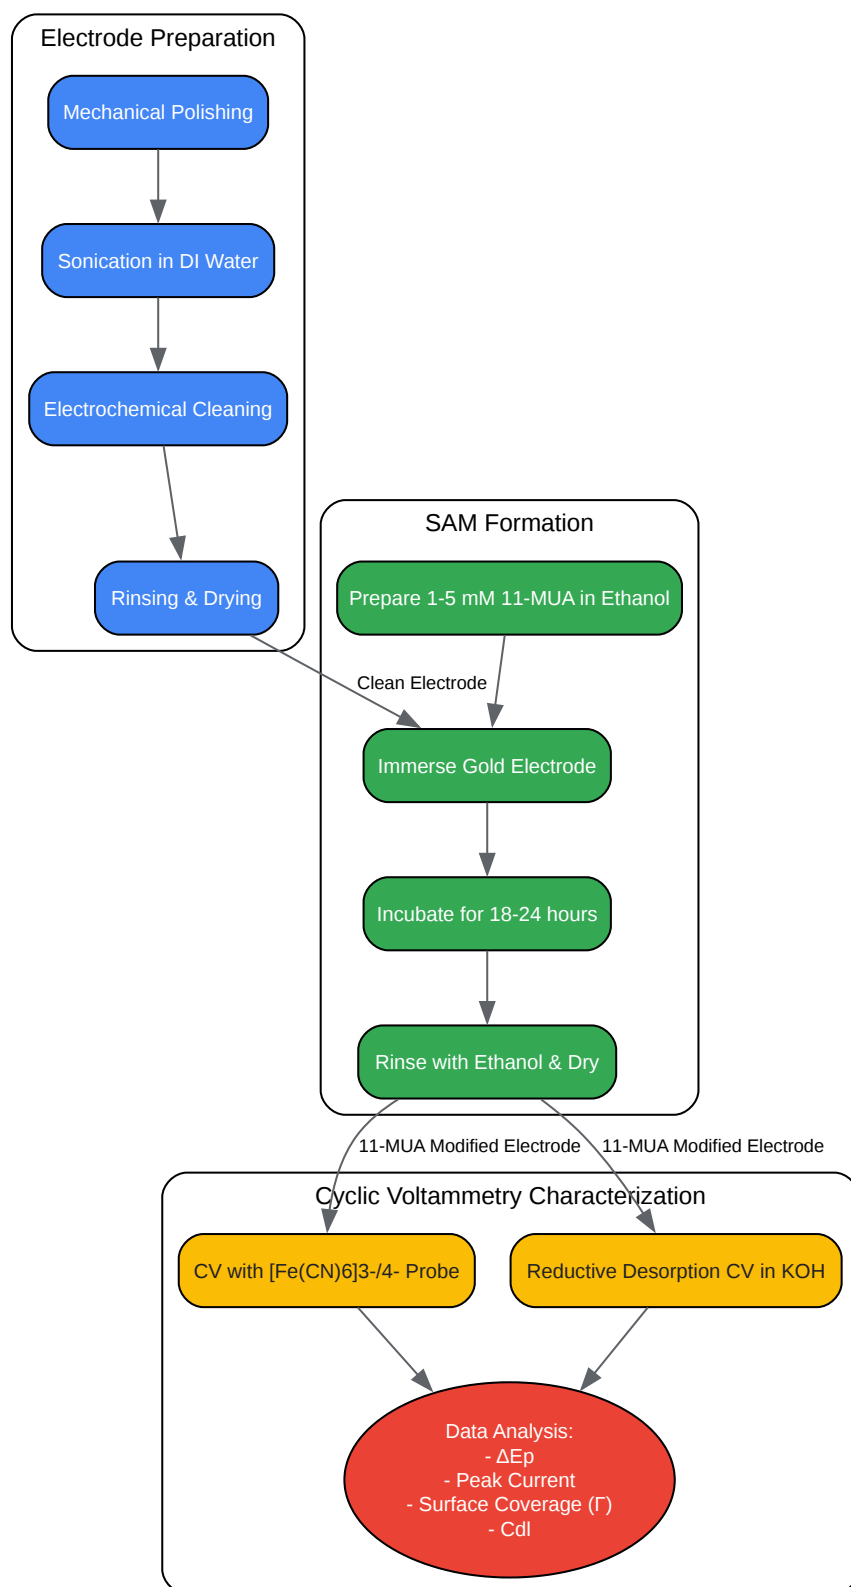 Electrode Preparation
Mechanical Polishing
Sonication in DI Water
Electrochemical Cleaning
Rinsing & Drying
SAM Formation
Prepare 1-5 mM 11-MUA in Ethanol
Clean Electrode
Immerse Gold Electrode
Incubate for 18-24 hours
Rinse with Ethanol & Dry
11-MUA Modified Electrode
11-MUA Modified Electrode
Cyclic Voltammetry Characterization
CV with [Fe(CN)6]3-/4- Probe
Reductive Desorption CV in KOH
Data Analysis:
- ΔEp
- Peak Current
- Surface Coverage (Γ)
- Cdl